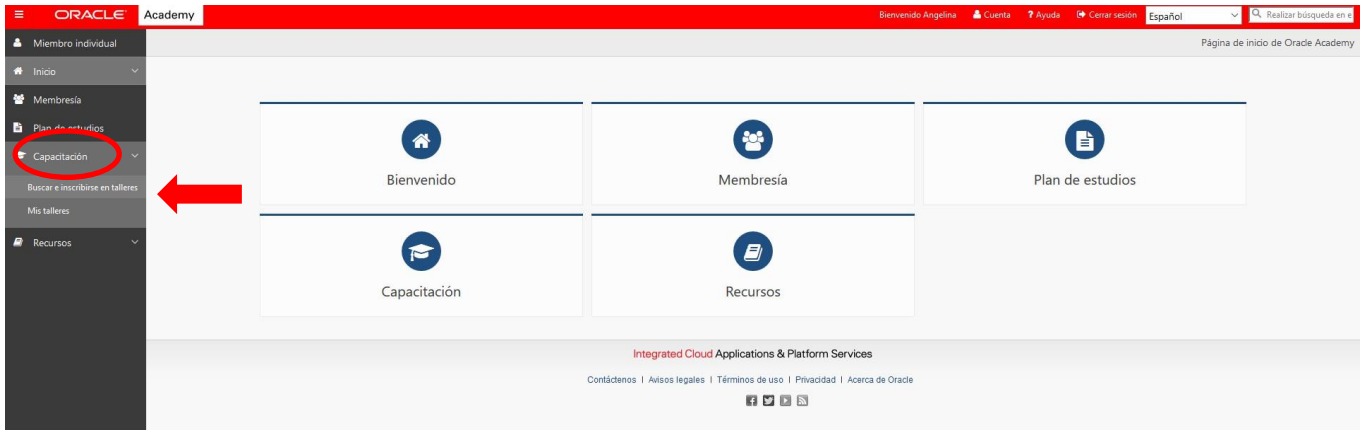 ORACLE Academy Bienvenido Angelina Cuenta ? Ayuda Cerrar sesión Español Realizar búsqueda en e
Miembro individual
Página de inicio de Oracle Academy
Inicio
Membresía
Plan de estudios
Capacitación
Buscar e inscribirse en talleres
Mis talleres
Recursos
Bienvenido
Membresía
Plan de estudios
Capacitación
Recursos
Integrated Cloud Applications & Platform Services
Contáctenos | Avisos legales | Términos de uso | Privacidad | Acerca de Oracle